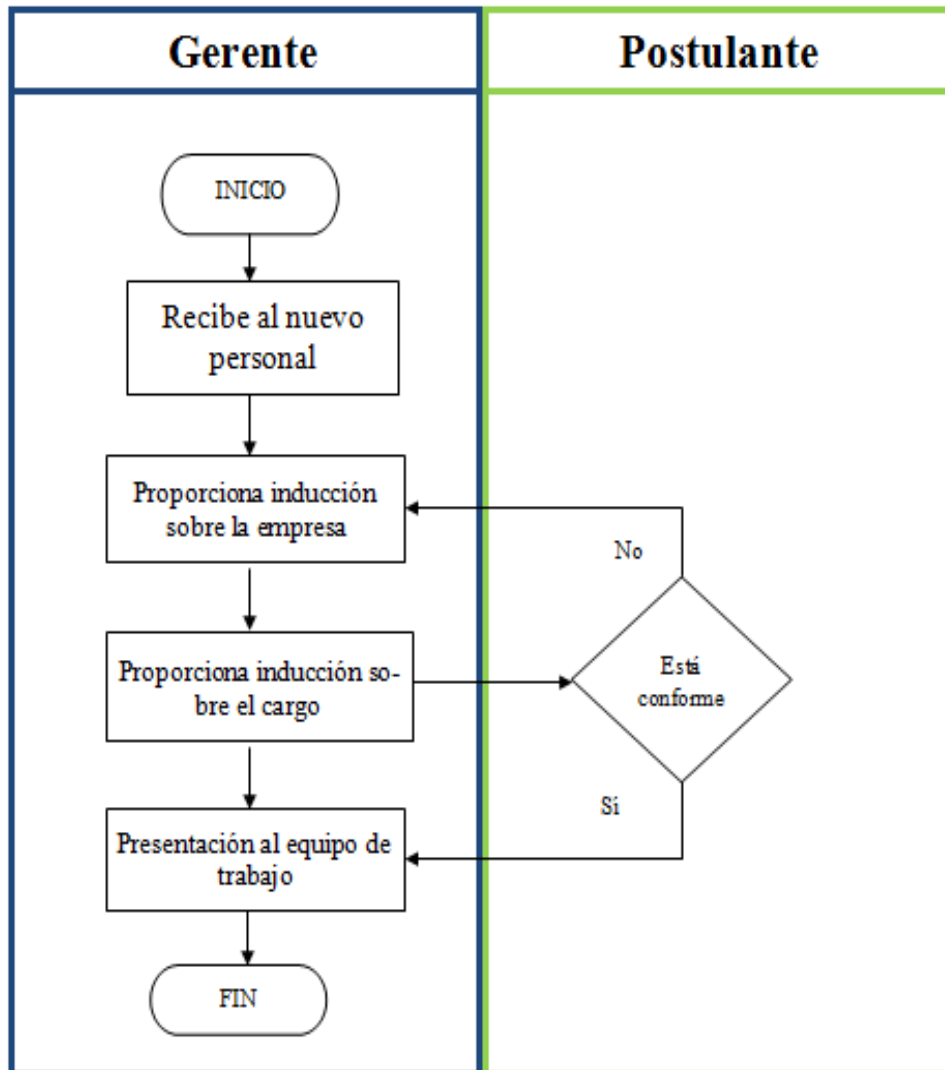 Gerente
Postulante
INICIO
Recibe al nuevo
personal
Proporciona inducción
sobre la empresa
No
Proporciona inducción so-
bre el cargo
Está
conforme
Si
Presentación al equipo de
trabajo
FIN